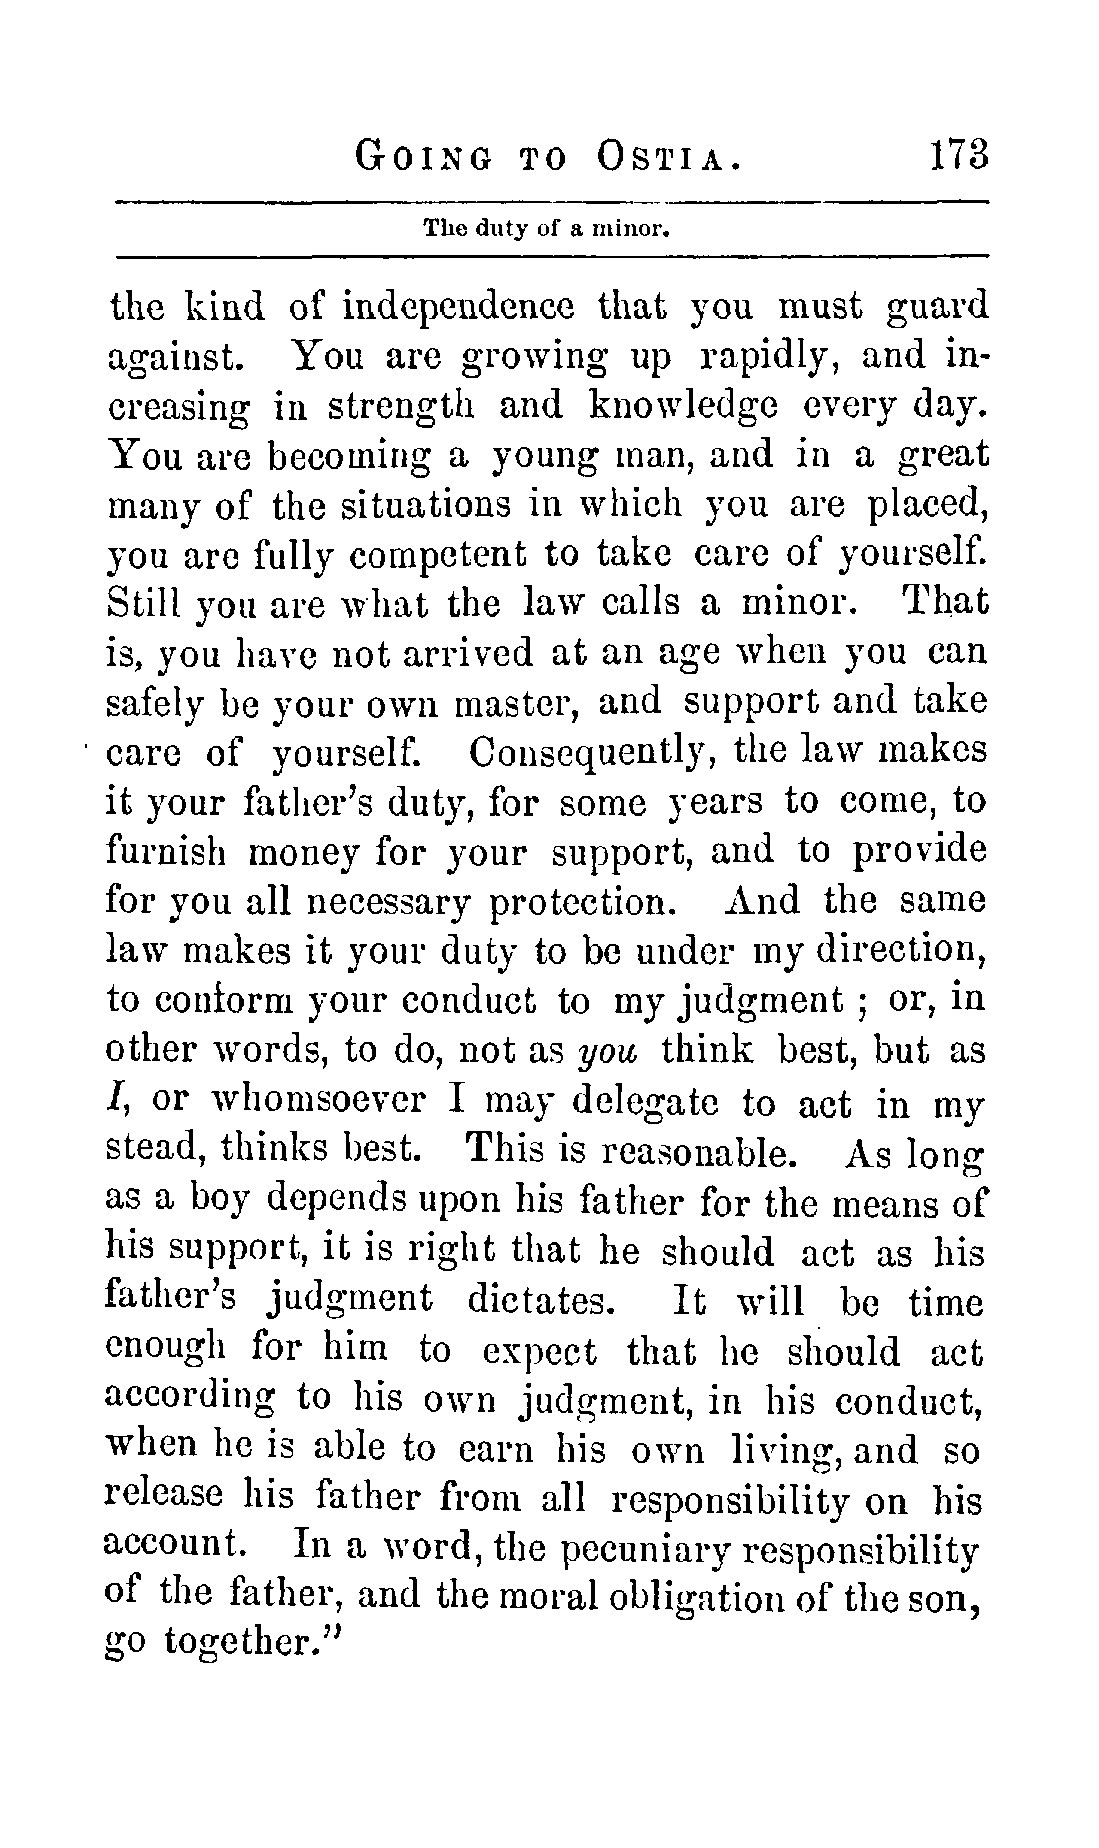 GOING TO OSTIA. 173
The duty of a minor.
the kind of independence that you must guard
against. You are growing up rapidly, and in-
creasing in strength and knowledge every day.
You are becoming a young man, and in a great
many of the situations in which you are placed,
you are fully competent to take care of yourself.
Still you are what the law calls a minor. That
is, you have not arrived at an age when you can
safely be your own master, and support and take
care of yourself. Consequently, the law makes
it your father's duty, for some years to come, to
furnish money for your support, and to provide
for you all necessary protection. And the same
law makes it your duty to be under my direction,
to conform your conduct to my judgment ; or, in
other words, to do, not as you think best, but as
I, or whomsoever I may delegate to act in my
stead, thinks best. This is reasonable. As long
as a boy depends upon his father for the means of
his support, it is right that he should act as his
father's judgment dictates. It will be time
enough for him to expect that he should act
according to his own judgment, in his conduct,
when he is able to earn his own living, and so
release his father from all responsibility on his
account. In a word, the pecuniary responsibility
of the father, and the moral obligation of the son,
go together."